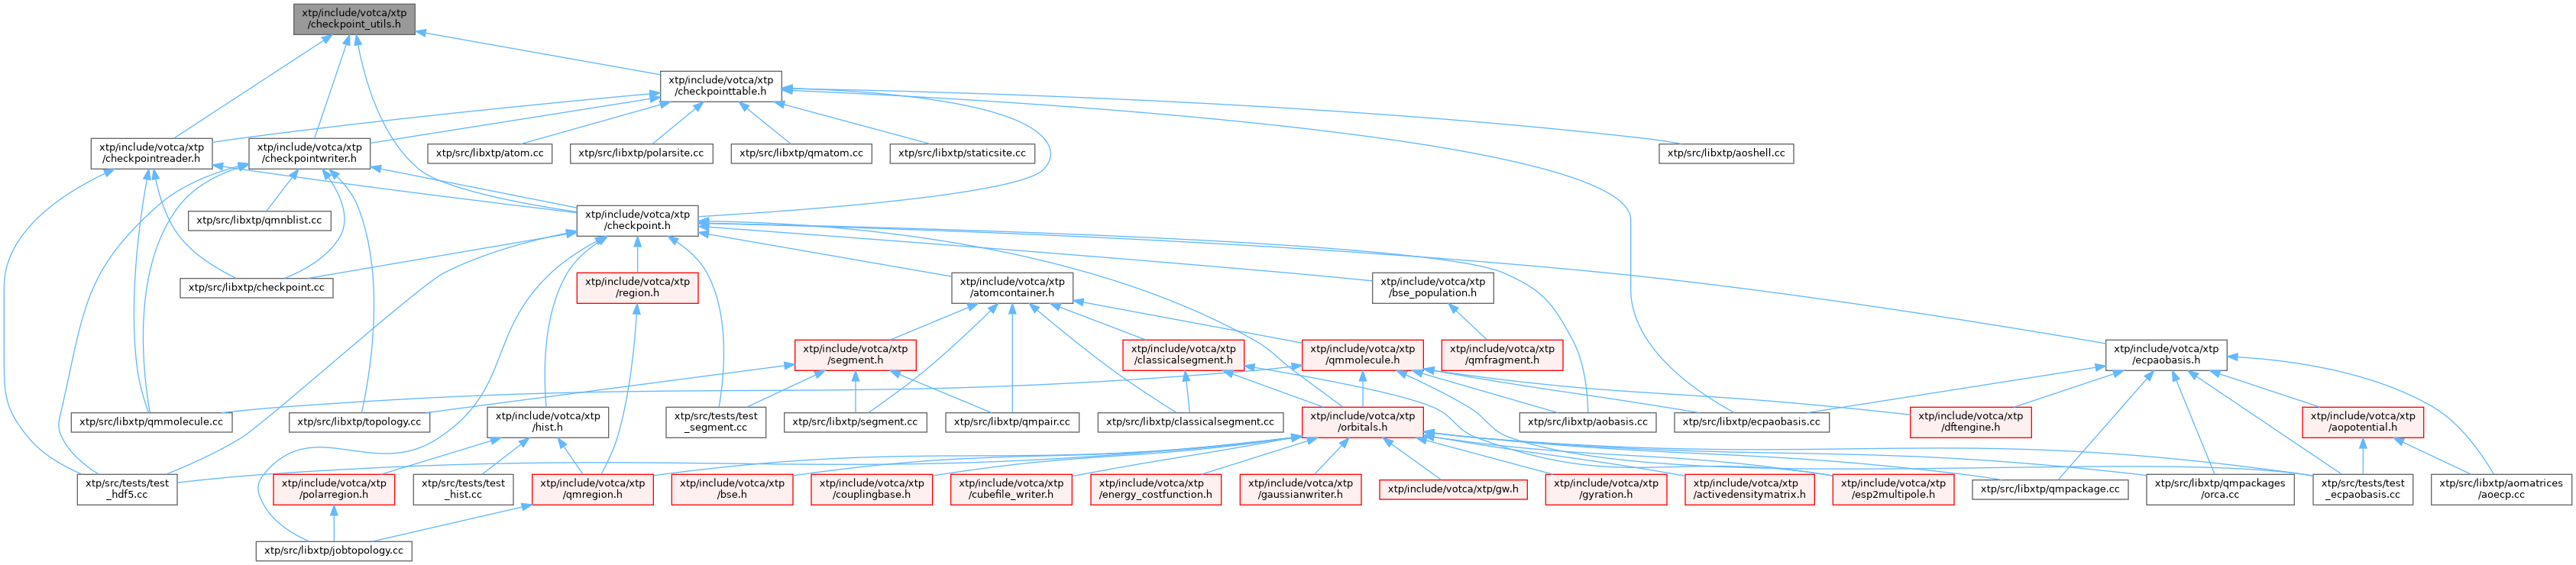 xtp/include/votca/xtp
/checkpoint_utils.h
xtp/include/votca/xtp
/checkpointtable.h
xtp/include/votca/xtp
/checkpointreader.h
xtp/include/votca/xtp
/checkpointwriter.h
xtp/src/libxtp/atom.cc
xtp/src/libxtp/polarsite.cc
xtp/src/libxtp/qmatom.cc
xtp/src/libxtp/staticsite.cc
xtp/src/libxtp/aoshell.cc
xtp/src/libxtp/qmnblist.cc
xtp/include/votca/xtp
/checkpoint.h
xtp/src/libxtp/checkpoint.cc
xtp/include/votca/xtp
/region.h
xtp/include/votca/xtp
/atomcontainer.h
xtp/include/votca/xtp
/bse_population.h
xtp/include/votca/xtp
/segment.h
xtp/include/votca/xtp
/classicalsegment.h
xtp/include/votca/xtp
/qmmolecule.h
xtp/include/votca/xtp
/qmfragment.h
xtp/include/votca/xtp
/ecpaobasis.h
xtp/src/libxtp/qmmolecule.cc
xtp/src/libxtp/topology.cc
xtp/include/votca/xtp
/hist.h
xtp/src/tests/test
_segment.cc
xtp/src/libxtp/segment.cc
xtp/src/libxtp/qmpair.cc
xtp/src/libxtp/classicalsegment.cc
xtp/include/votca/xtp
/orbitals.h
xtp/src/libxtp/aobasis.cc
xtp/src/libxtp/ecpaobasis.cc
xtp/include/votca/xtp
/dftengine.h
xtp/include/votca/xtp
/aopotential.h
xtp/src/tests/test
_hdf5.cc
xtp/include/votca/xtp
/polarregion.h
xtp/src/tests/test
_hist.cc
xtp/include/votca/xtp
/qmregion.h
xtp/include/votca/xtp
/bse.h
xtp/include/votca/xtp
/couplingbase.h
xtp/include/votca/xtp
/cubefile_writer.h
xtp/include/votca/xtp
/energy_costfunction.h
xtp/include/votca/xtp
/gaussianwriter.h
xtp/include/votca/xtp/gw.h
xtp/include/votca/xtp
/gyration.h
xtp/include/votca/xtp
/activedensitymatrix.h
xtp/include/votca/xtp
/esp2multipole.h
xtp/src/libxtp/qmpackage.cc
xtp/src/libxtp/qmpackages
/orca.cc
xtp/src/tests/test
_ecpaobasis.cc
xtp/src/libxtp/aomatrices
/aoecp.cc
xtp/src/libxtp/jobtopology.cc